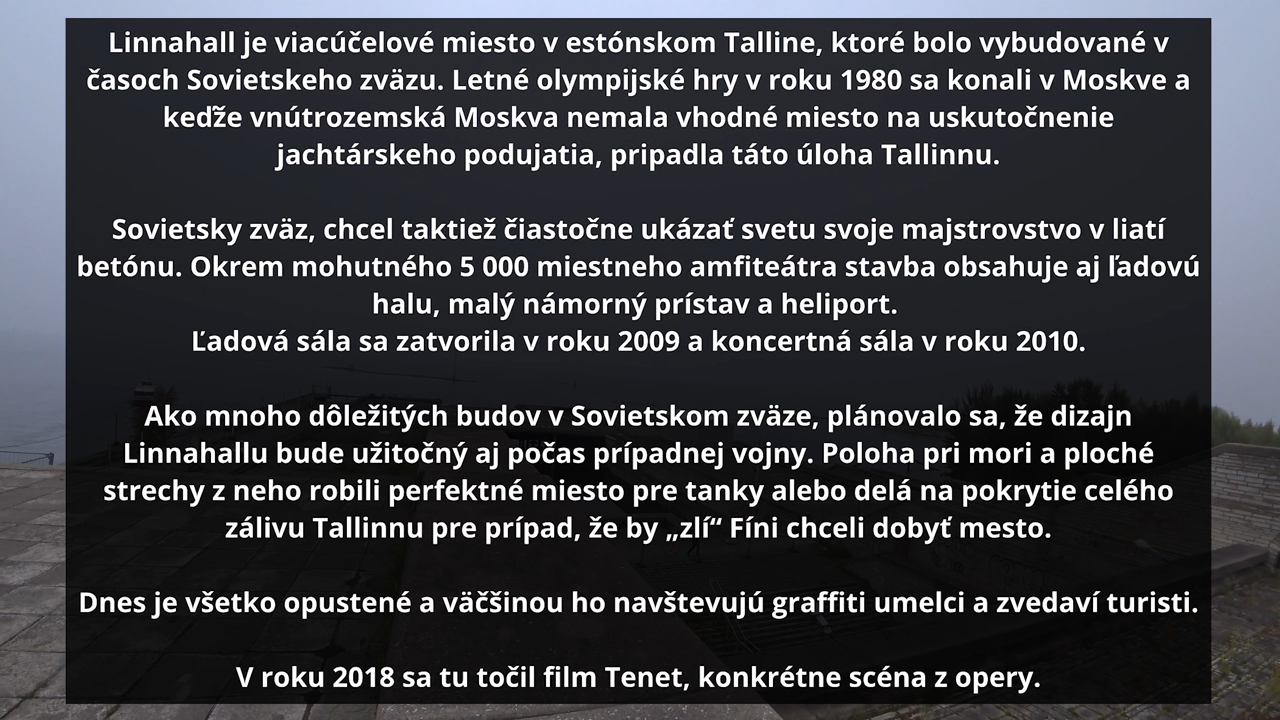 Linnahall je viacúčelové miesto v estónskom Talline, ktoré bolo vybudované v
časoch Sovietskeho zväzu. Letné olympijské hry v roku 1980 sa konali v Moskve a
keďže vnútrozemská Moskva nemala vhodné miesto na uskutočnenie
jachtárskeho podujatia, pripadla táto úloha Tallinnu.
Sovietsky zväz, chcel taktiež čiastočne ukázať svetu svoje majstrovstvo v liatí
betónu. Okrem mohutného 5 000 miestneho amfiteátra stavba obsahuje aj ľadovú
halu, malý námorný prístav a heliport.
Ľadová sála sa zatvorila v roku 2009 a koncertná sála v roku 2010.
Ako mnoho dôležitých budov v Sovietskom zväze, plánovalo sa, že dizajn
Linnahallu bude užitočný aj počas prípadnej vojny. Poloha pri mori a ploché
strechy z neho robili perfektné miesto pre tanky alebo delá na pokrytie celého
zálivu Tallinnu pre prípad, že by „zlí“ Fíni chceli dobyť mesto.
Dnes je všetko opustené a väčšinou ho navštevujú graffiti umelci a zvedaví turisti.
V roku 2018 sa tu točil film Tenet, konkrétne scéna z opery.